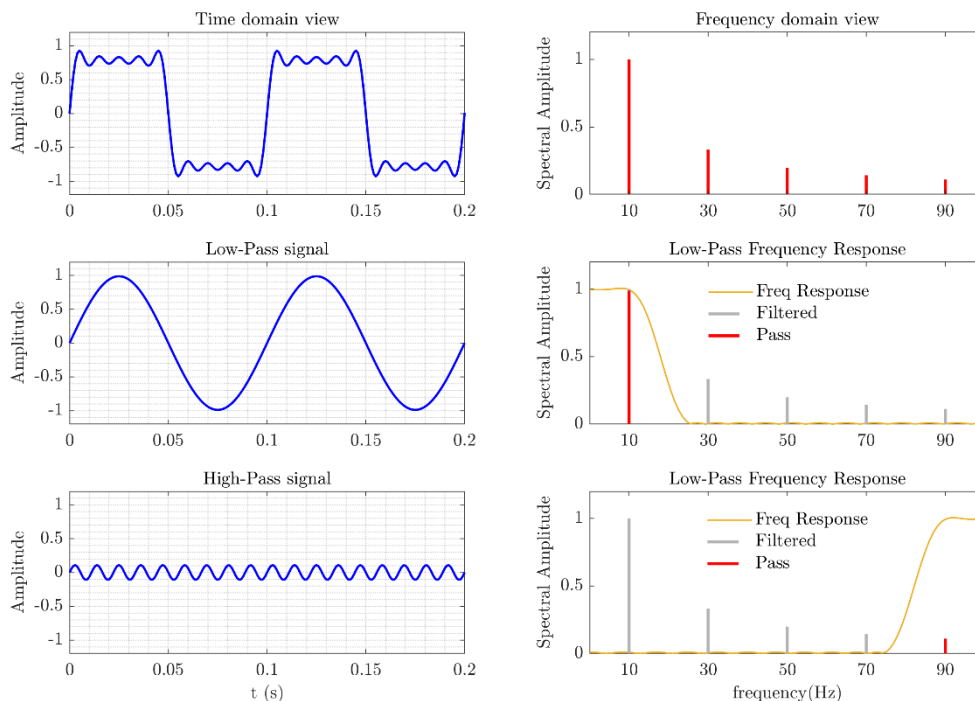 Time domain view
Amplitude
1
0.5
0
-0.5
-1
0
0.05
0.1
0.15
0.2
Frequency domain view
Spectral Amplitude
1
0.5
0
10
30
50
70
90
Low-Pass signal
Amplitude
1
0.5
0
-0.5
-1
0
0.05
0.1
0.15
0.2
Low-Pass Frequency Response
Spectral Amplitude
1
0.5
0
Freq Response
Filtered
Pass
10
30
50
70
90
High-Pass signal
Amplitude
1
0.5
0
-0.5
-1
0
0.05
0.1
0.15
0.2
t (s)
Low-Pass Frequency Response
Spectral Amplitude
1
0.5
0
Freq Response
Filtered
Pass
10
30
50
70
90
frequency(Hz)